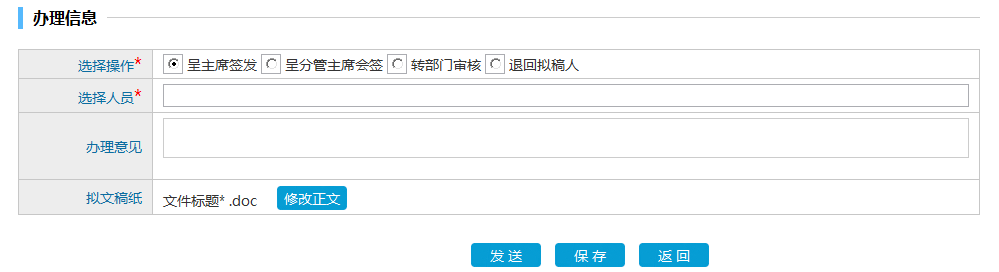 办理信息
选择操作* 呈主席签发 呈分管主席会签 转部门审核 退回拟稿人
选择人员*
办理意见
拟文稿纸 文件标题* .doc 修改正文
发 送 保 存 返 回